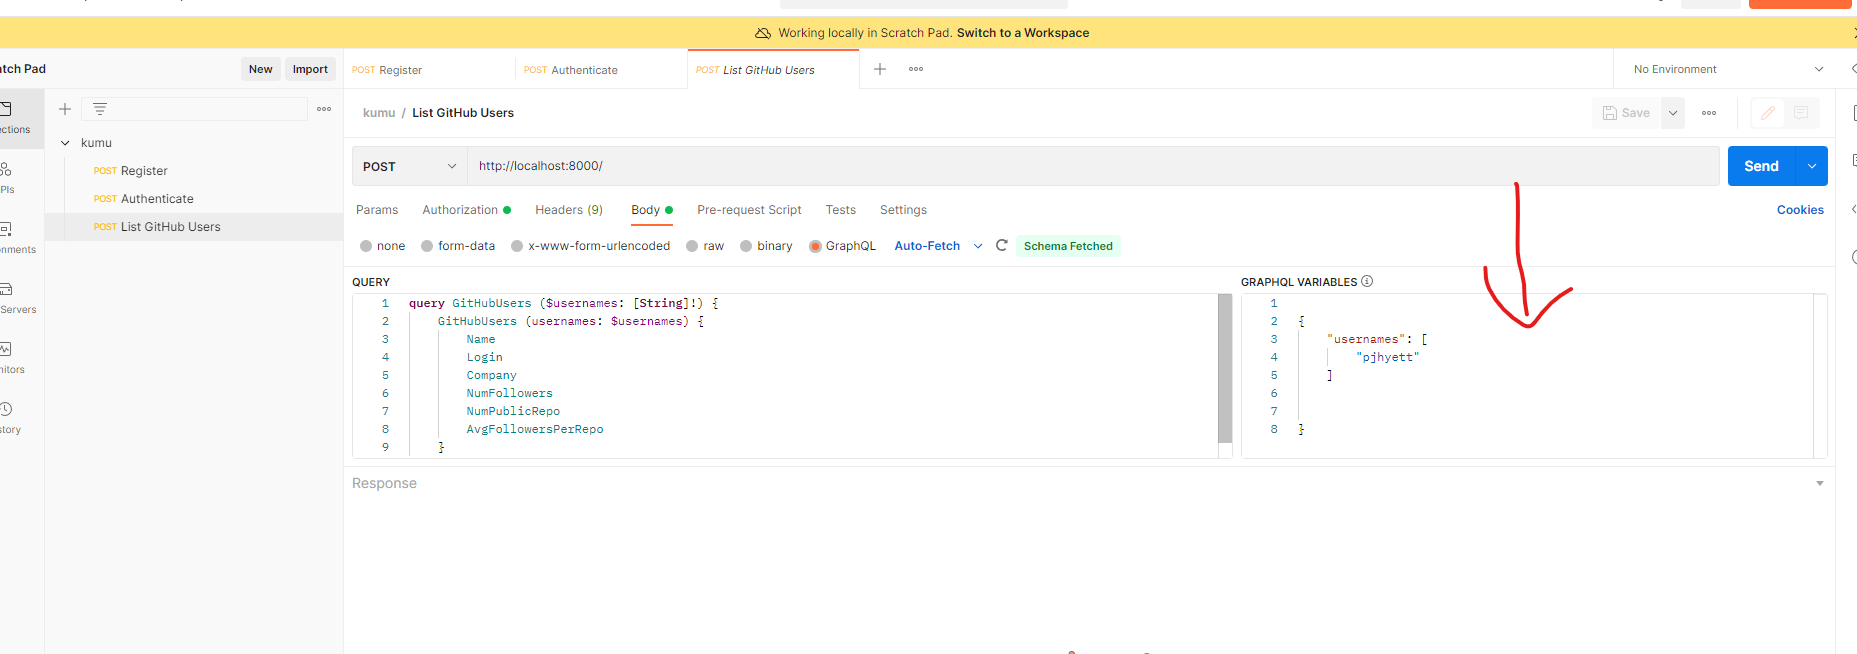 Working locally in Scratch Pad. Switch to a Workspace
tch Pad
New
Import
POST Register
POST Authenticate
POST List GitHub Users
No Environment
ctions
kumu
POST Register
POST Authenticate
POST List GitHub Users
PIs
onments
Servers
nitors
story
kumu / List GitHub Users
Save
POST
http://localhost:8000/
Send
Params
Authorization
Headers (9)
Body
Pre-request Script
Tests
Settings
Cookies
none
form-data
x-www-form-urlencoded
raw
binary
GraphQL
Auto-Fetch
Schema Fetched
QUERY
1 query GitHubUsers ($usernames: [String]!) {
2 GitHubUsers (usernames: $usernames) {
3 Name
4 Login
5 Company
6 NumFollowers
7 NumPublicRepo
8 AvgFollowersPerRepo
9 }
GRAPHQL VARIABLES
1
2 {
3 "usernames": [
4 "pjhyett"
5 ]
6
7
8 }
Response